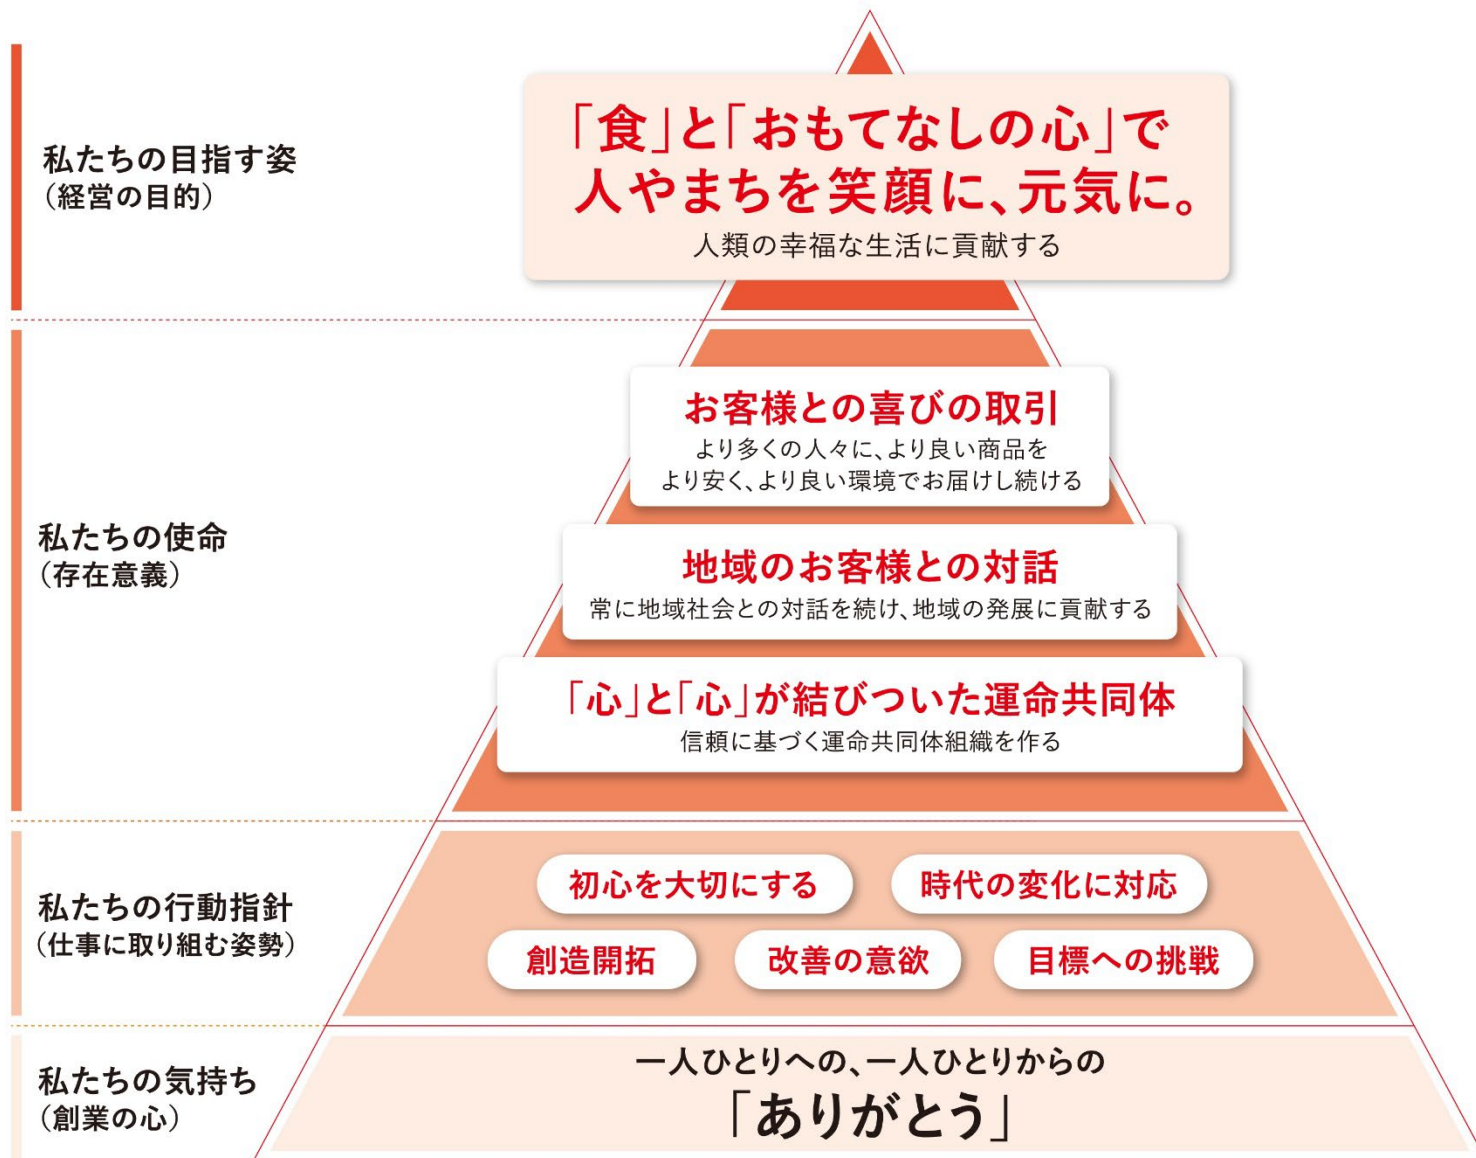 私たちの目指す姿
（経営の目的）
「食」と「おもてなしの心」で
人やまちを笑顔に、元気に。
人類の幸福な生活に貢献する
私たちの使命
（存在意義）
お客様との喜びの取引
より多くの人々に、より良い商品を
より安く、より良い環境でお届けし続ける
地域のお客様との対話
常に地域社会との対話を続け、地域の発展に貢献する
「心」と「心」が結びついた運命共同体
信頼に基づく運命共同体組織を作る
私たちの行動指針
（仕事に取り組む姿勢）
初心を大切にする
時代の変化に対応
創造開拓
改善の意欲
目標への挑戦
私たちの気持ち
（創業の心）
一人ひとりへの、一人ひとりからの
「ありがとう」